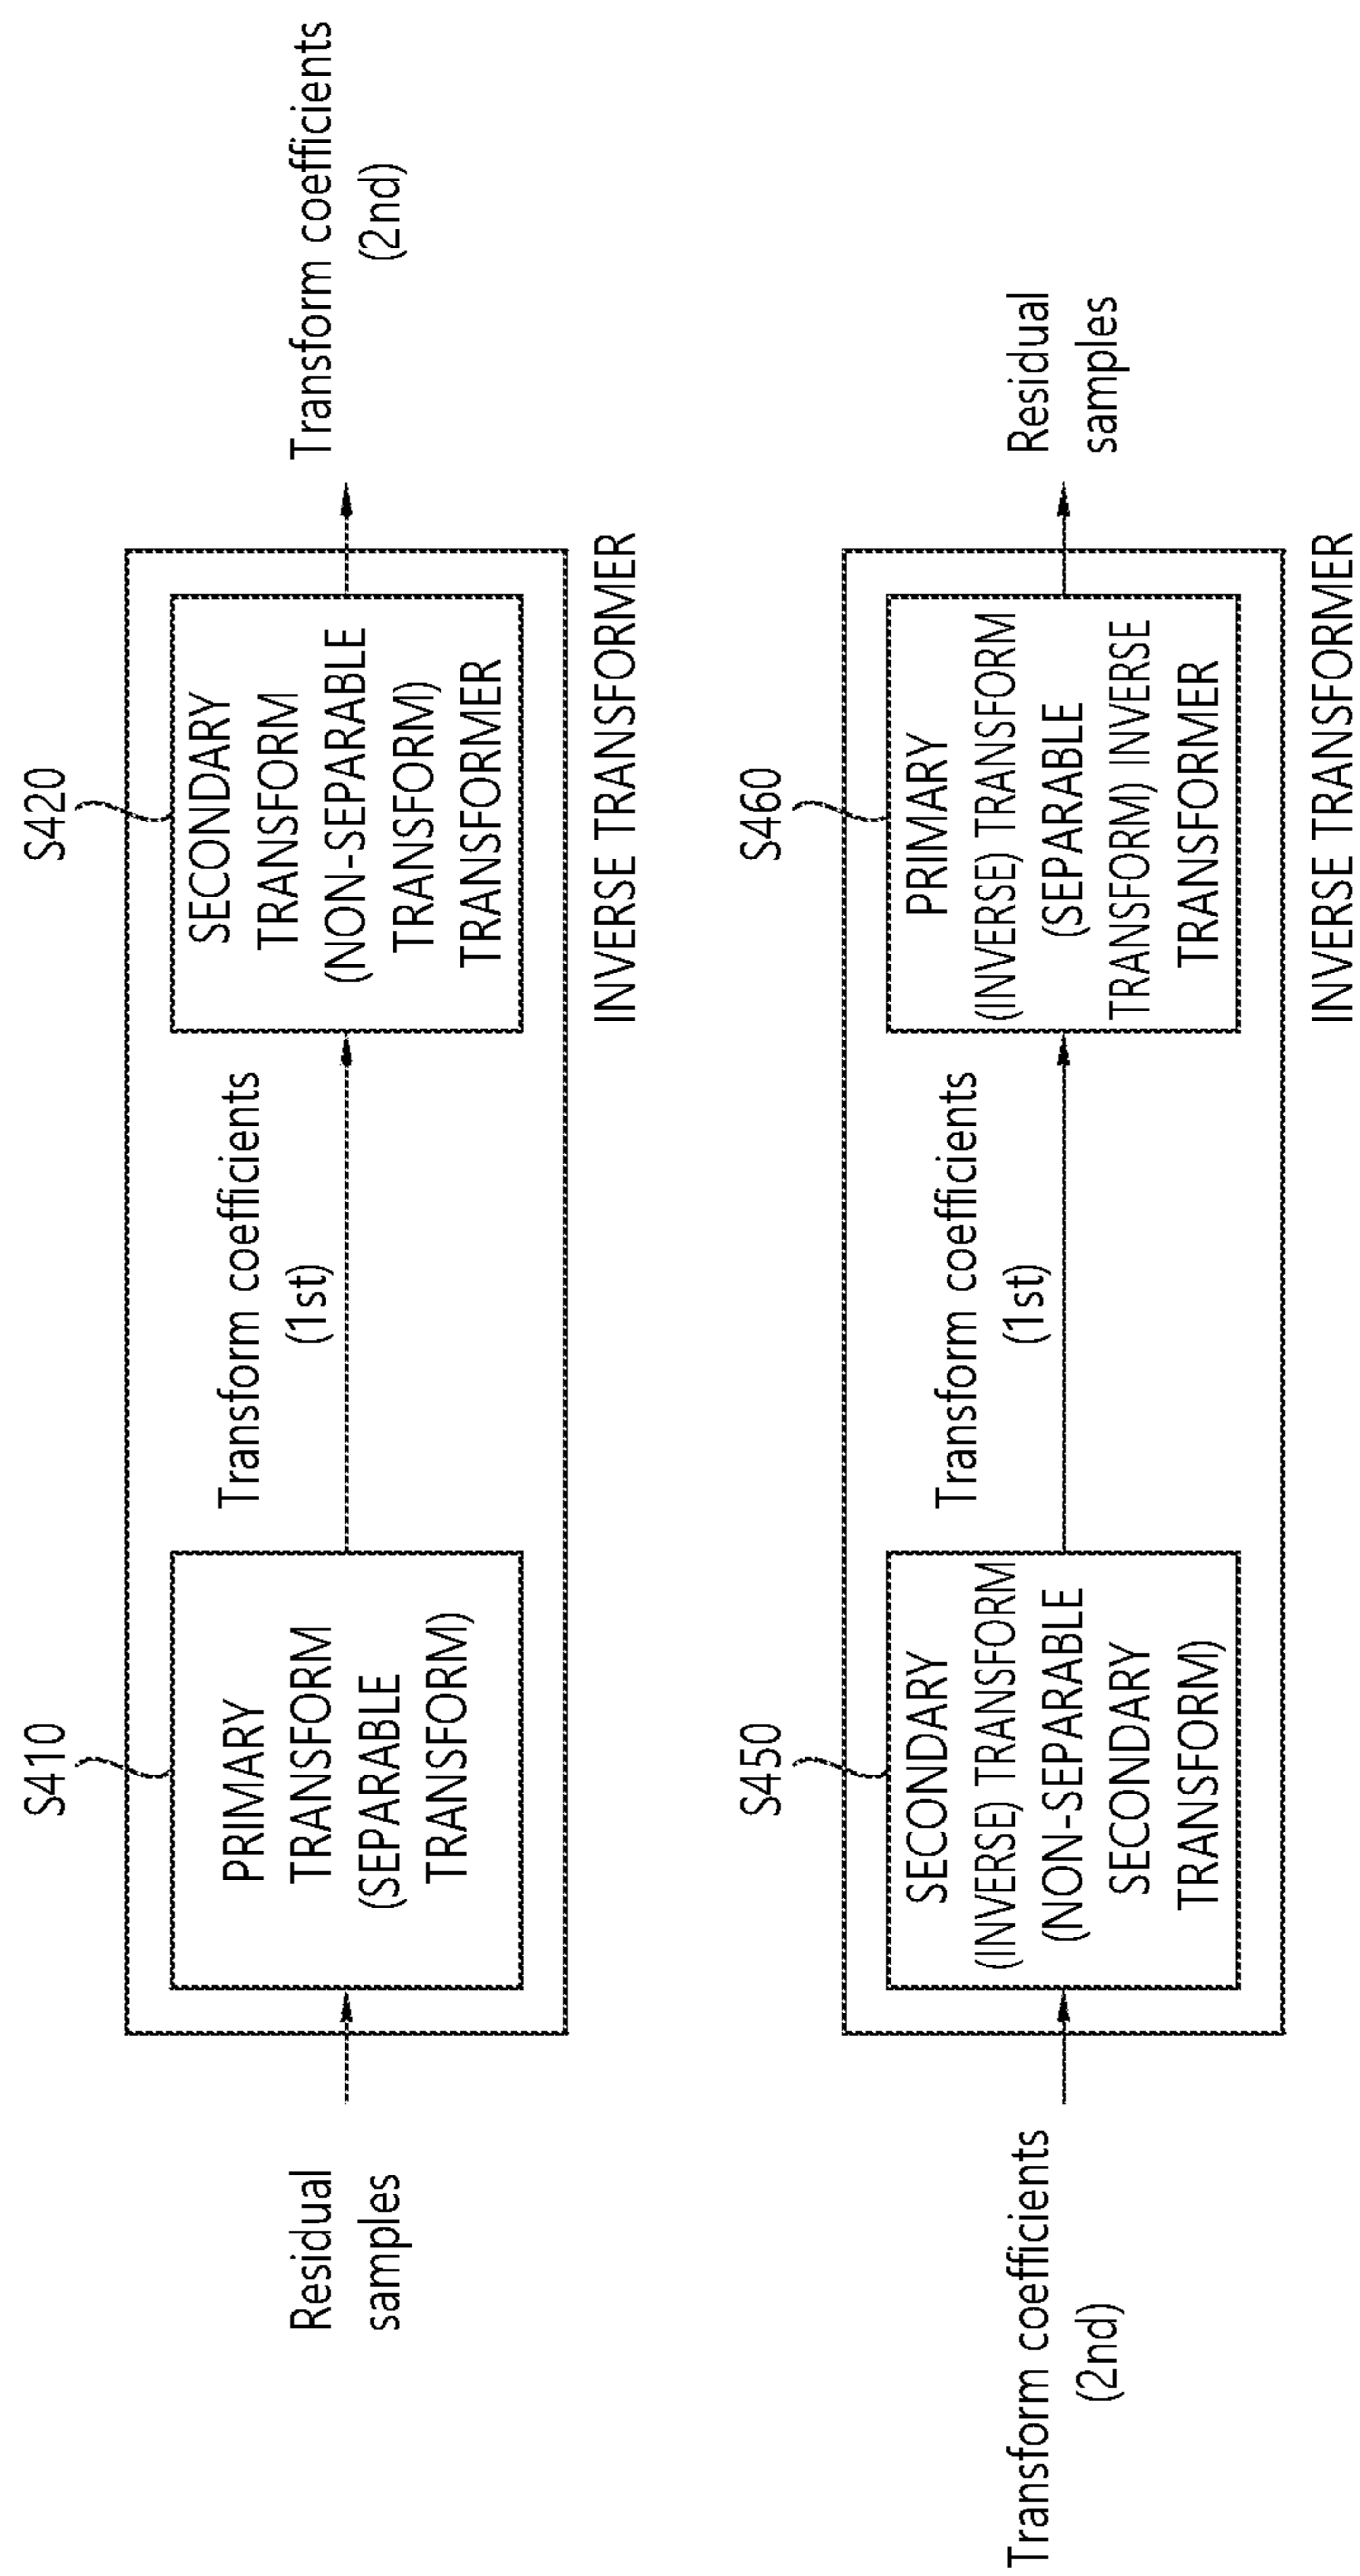 S410
S420
Residual
samples
PRIMARY
TRANSFORM
(SEPARABLE
TRANSFORM)
Transform coefficients
(1st)
SECONDARY
TRANSFORM
(NON-SEPARABLE
TRANSFORM)
TRANSFORMER
Transform coefficients
(2nd)
INVERSE TRANSFORMER
S450
S460
Transform coefficients
(2nd)
SECONDARY
(INVERSE) TRANSFORM
(NON-SEPARABLE
SECONDARY
TRANSFORM)
Transform coefficients
(1st)
PRIMARY
(INVERSE) TRANSFORM
(SEPARABLE
TRANSFORM) INVERSE
TRANSFORMER
Residual
samples
INVERSE TRANSFORMER